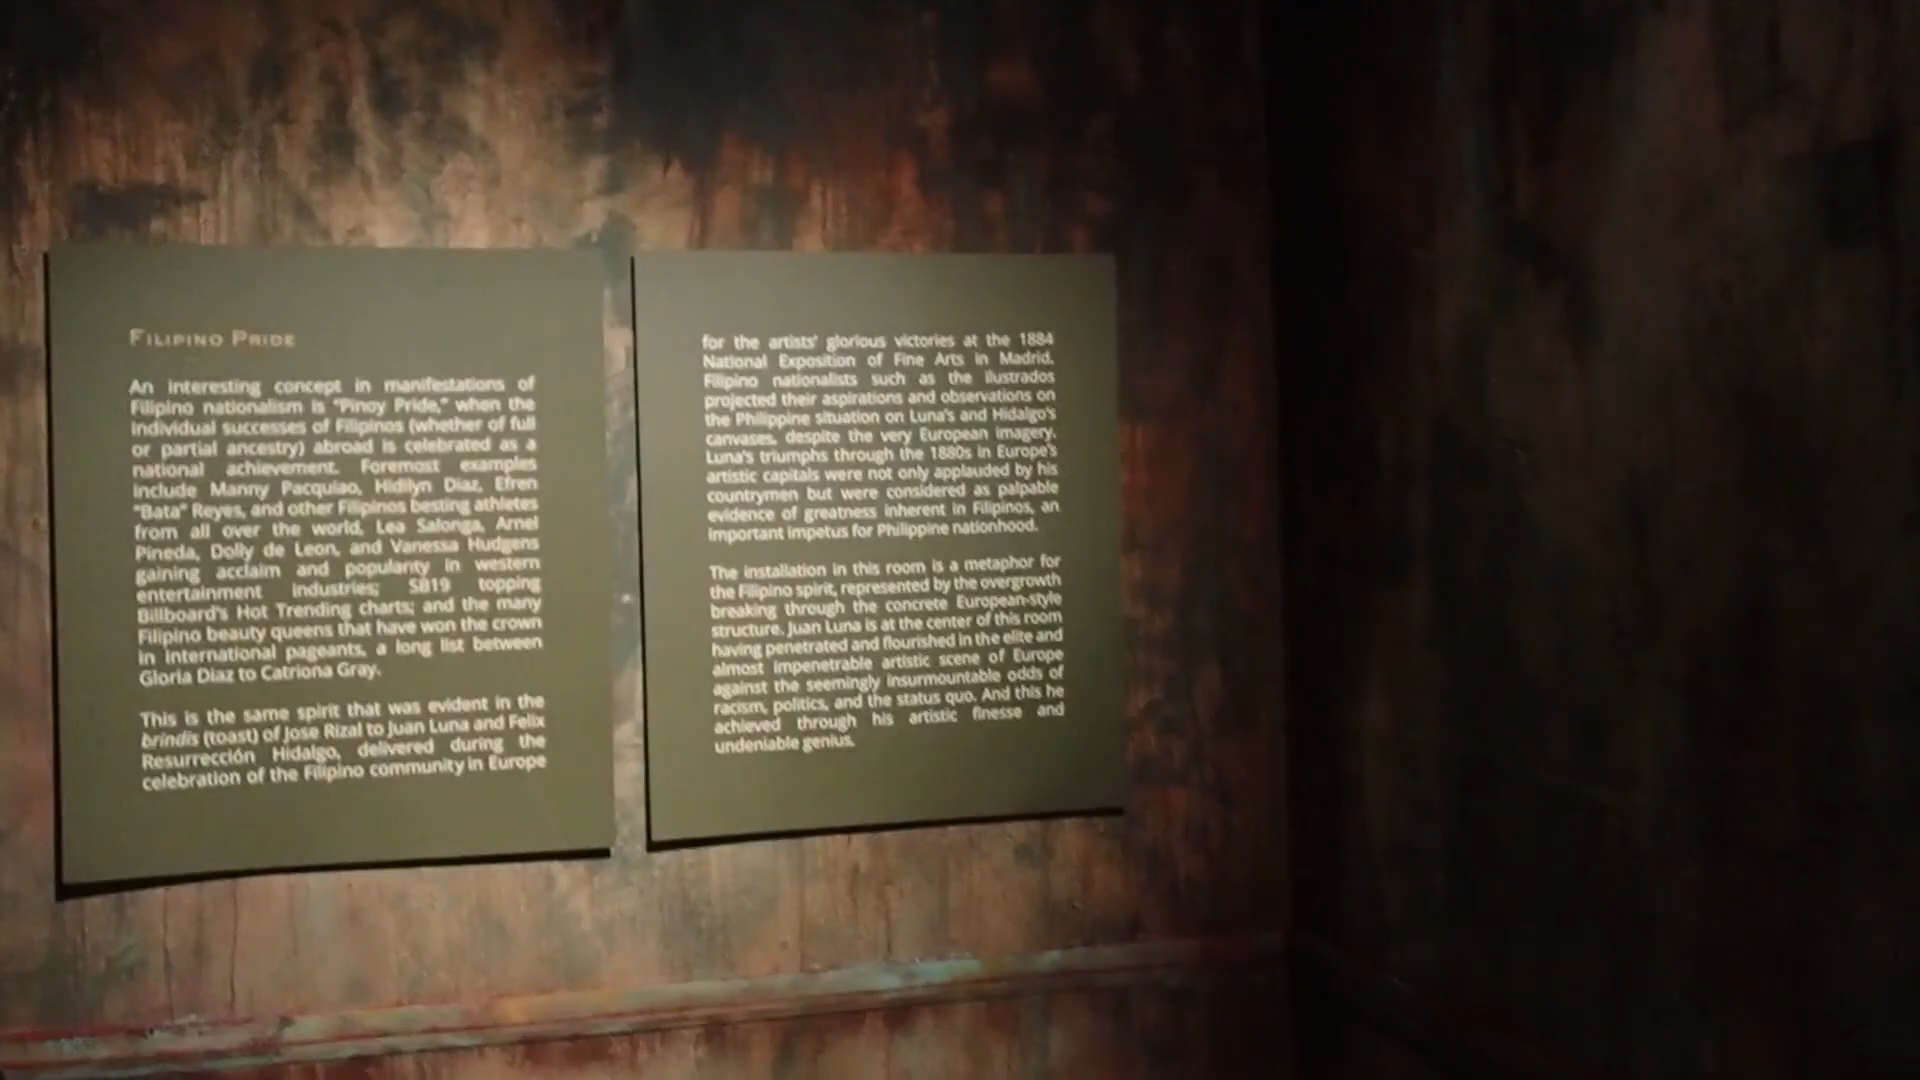 FILIPINO PRIDE
An interesting concept in manifestations of
Filipino nationalism is "Pinoy Pride," when the
individual successes of Filipinos (whether of full
or partial ancestry) abroad is celebrated as a
national achievement. Foremost examples
include Manny Pacquiao, Hidilyn Diaz, Efren
"Bata" Reyes, and other Filipinos besting athletes
from all over the world, Lea Salonga, Arnel
Pineda, Dolly de Leon, and Vanessa Hudgens
gaining acclaim and popularity in western
entertainment industries; SB19 topping
Billboard's Hot Trending charts; and the many
Filipino beauty queens that have won the crown
in international pageants, a long list between
Gloria Diaz to Catriona Gray.
This is the same spirit that was evident in the
brindis (toast) of Jose Rizal to Juan Luna and Felix
Resurrección Hidalgo, delivered during the
celebration of the Filipino community in Europe
for the artists' glorious victories at the 1884
National Exposition of Fine Arts in Madrid.
Filipino nationalists such as the ilustrados
projected their aspirations and observations on
the Philippine situation on Luna's and Hidalgo's
canvases, despite the very European imagery.
Luna's triumphs through the 1880s in Europe's
artistic capitals were not only applauded by his
countrymen but were considered as palpable
evidence of greatness inherent in Filipinos, an
important impetus for Philippine nationhood.
The installation in this room is a metaphor for
the Filipino spirit, represented by the overgrowth
breaking through the concrete European-style
structure. Juan Luna is at the center of this room
having penetrated and flourished in the elite and
almost impenetrable artistic scene of Europe
against the seemingly insurmountable odds of
racism, politics, and the status quo. And this he
achieved through his artistic finesse and
undeniable genius.